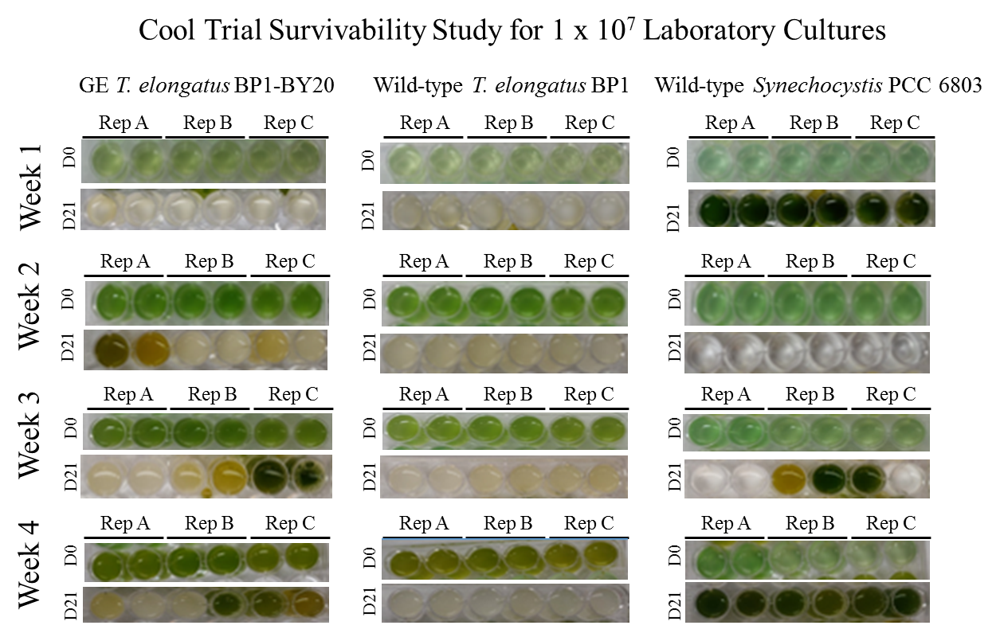 Cool Trial Survivability Study for 1 x 10⁷ Laboratory Cultures
GE T. elongatus BP1-BY20 Wild-type T. elongatus BP1 Wild-type Synechocystis PCC 6803
Week 1
Rep A Rep B Rep C Rep A Rep B Rep C Rep A Rep B Rep C
D0 D0 D0
D21 D21 D21
Week 2
Rep A Rep B Rep C Rep A Rep B Rep C Rep A Rep B Rep C
D0 D0 D0
D21 D21 D21
Week 3
Rep A Rep B Rep C Rep A Rep B Rep C Rep A Rep B Rep C
D0 D0 D0
D21 D21 D21
Week 4
Rep A Rep B Rep C Rep A Rep B Rep C Rep A Rep B Rep C
D0 D0 D0
D21 D21 D21